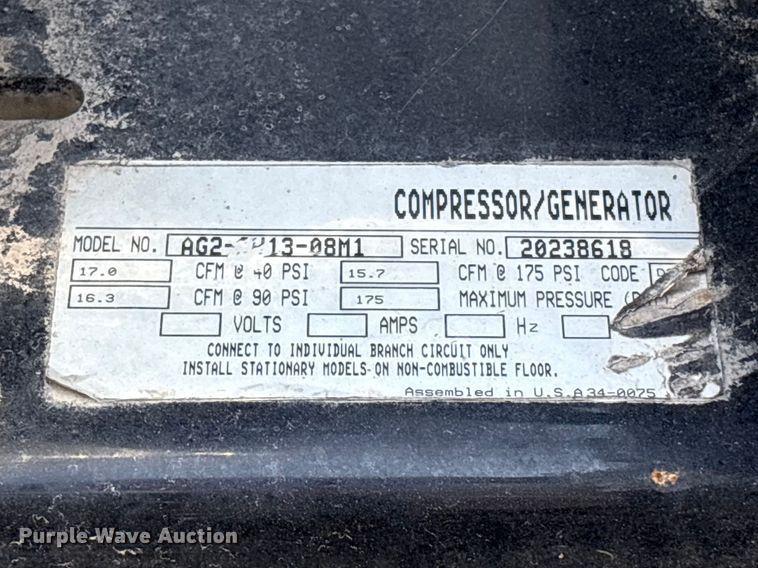 COMPRESSOR/GENERATOR
MODEL NO. SERIAL NO. 20238618
17.0 CFM @ 40 PSI 15.7 CFM @ 175 PSI CODE
16.3 CFM @ 90 PSI 175 MAXIMUM PRESSURE
VOLTS AMPS Hz
CONNECT TO INDIVIDUAL BRANCH CIRCUIT ONLY
INSTALL STATIONARY MODELS ON NON-COMBUSTIBLE FLOOR.
Assembled in U.S.A 34-0075
Purple Wave Auction